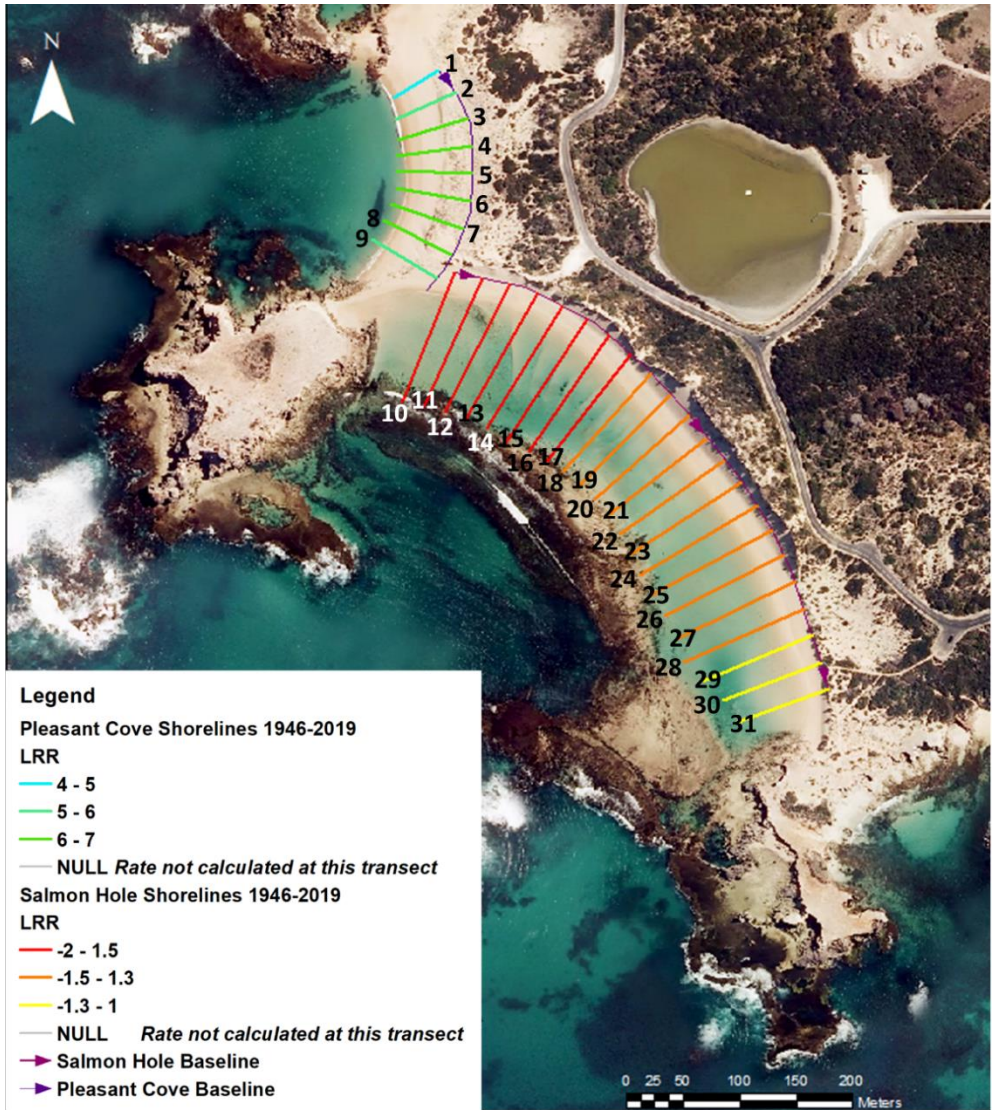 N
1
2
3
4
5
6
7
8
9
10
11
12
13
14
15
16
17
18
19
20
21
22
23
24
25
26
27
28
29
30
31
Legend
Pleasant Cove Shorelines 1946-2019
LRR
4 - 5
5 - 6
6 - 7
NULL Rate not calculated at this transect
Salmon Hole Shorelines 1946-2019
LRR
-2 - 1.5
-1.5 - 1.3
-1.3 - 1
NULL Rate not calculated at this transect
Salmon Hole Baseline
Pleasant Cove Baseline
0 25 50 100 150 200
Meters